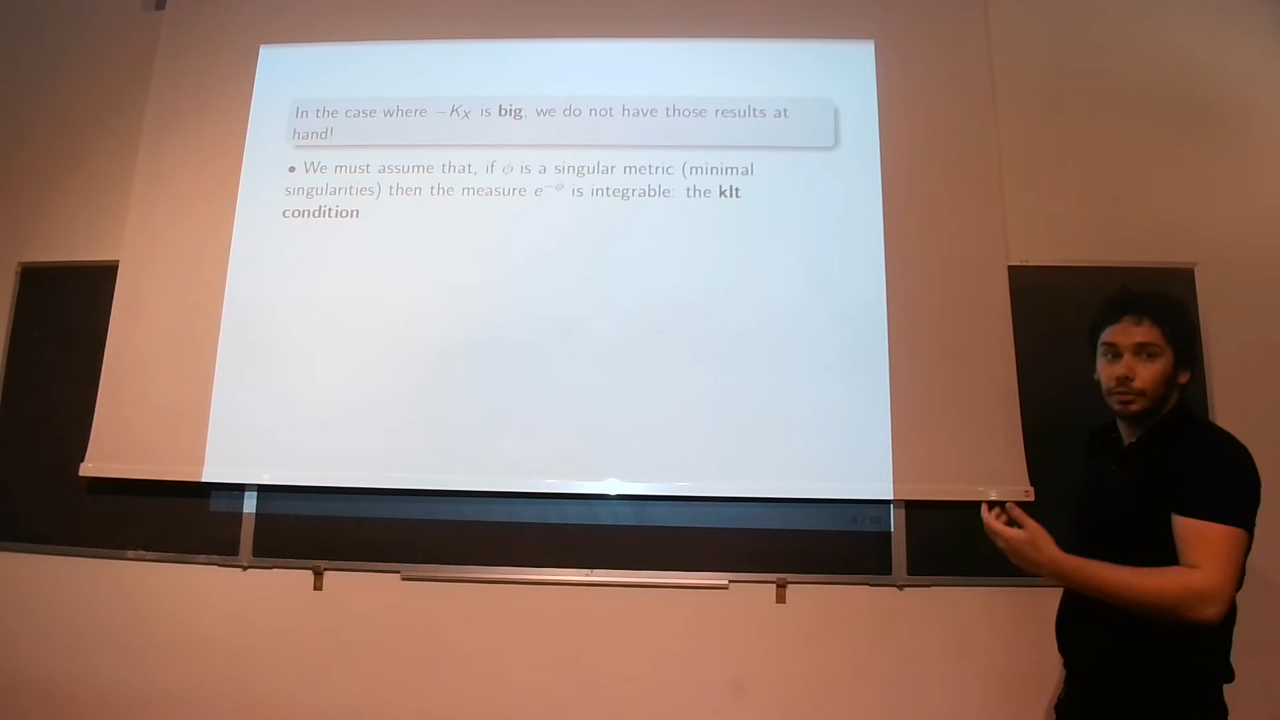 In the case where −K_X is big, we do not have those results at
hand!
• We must assume that, if ϕ is a singular metric (minimal
singularities) then the measure e^{−ϕ} is integrable: the klt
condition